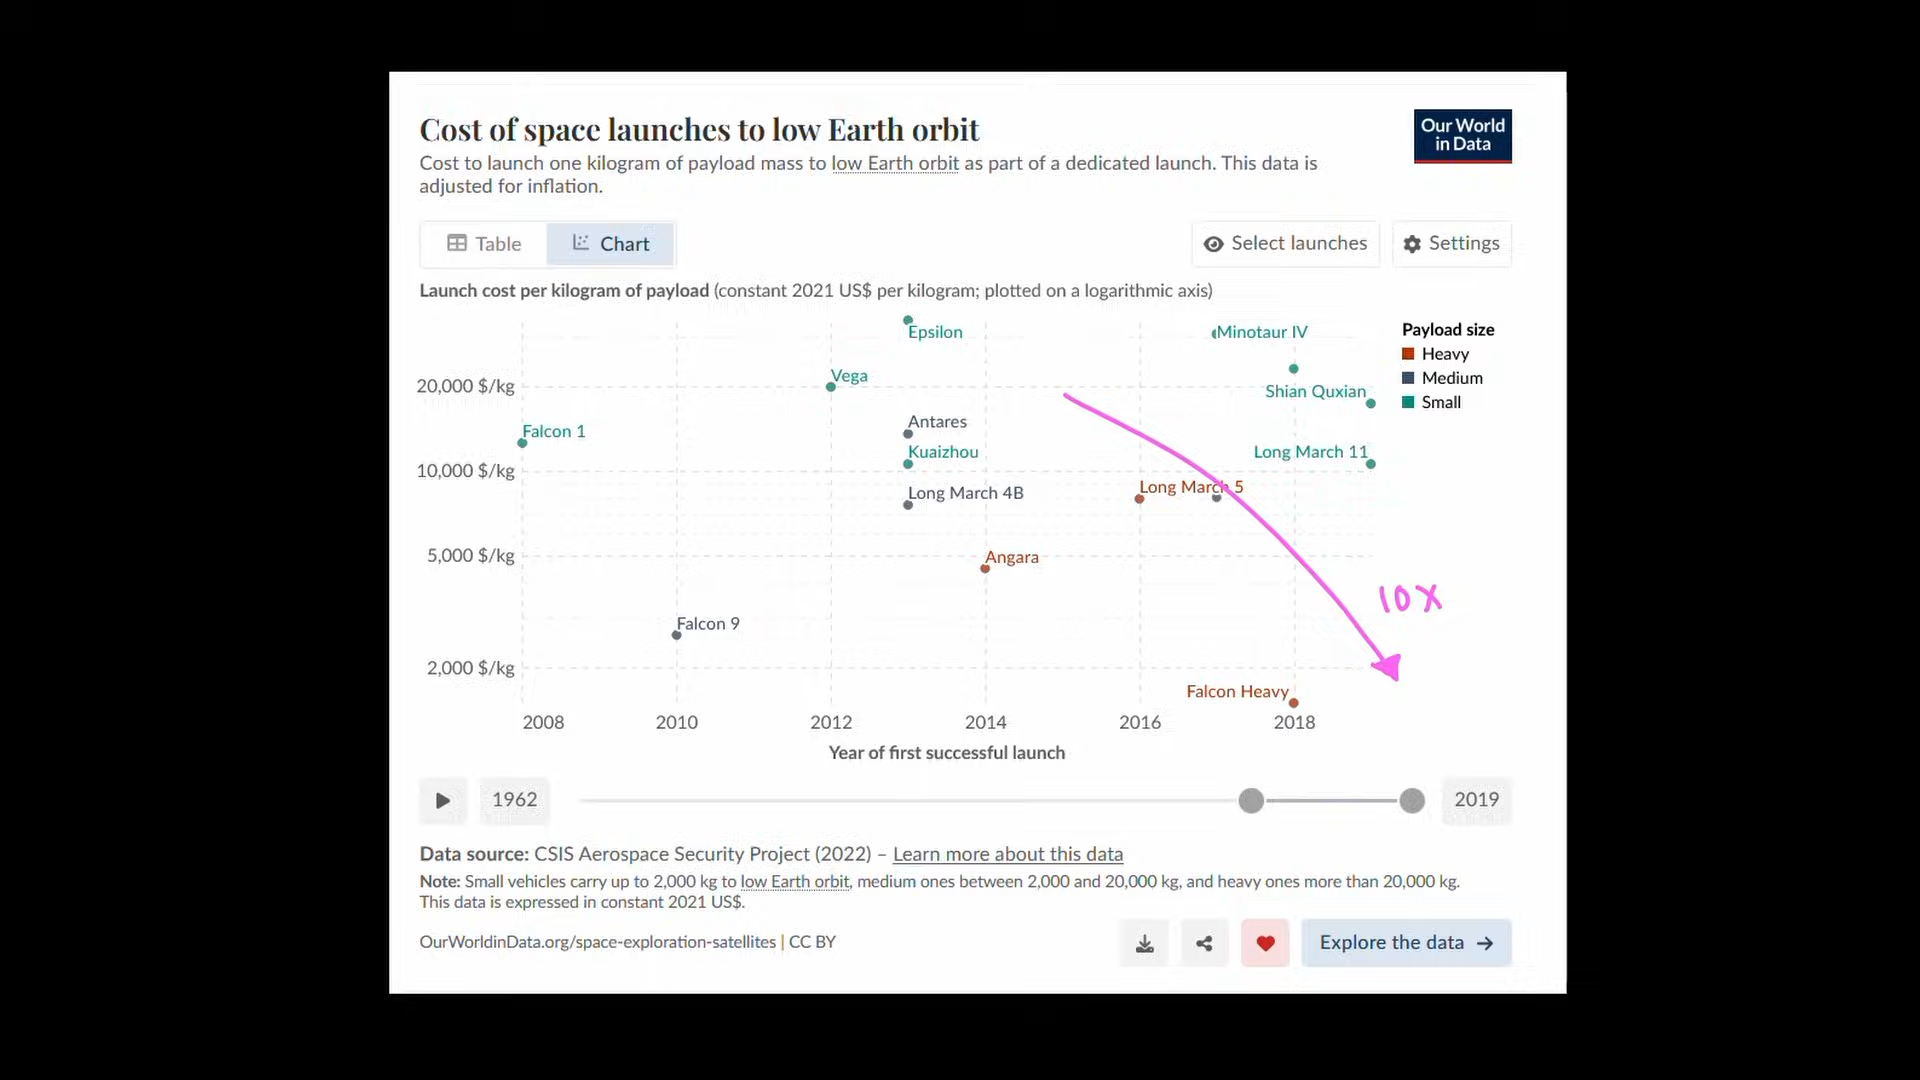 Cost of space launches to low Earth orbit
Our World
in Data
Cost to launch one kilogram of payload mass to low Earth orbit as part of a dedicated launch. This data is
adjusted for inflation.
Table
Chart
Select launches
Settings
Launch cost per kilogram of payload (constant 2021 US$ per kilogram; plotted on a logarithmic axis)
Epsilon
Minotaur IV
Payload size
Heavy
Medium
Small
Vega
20,000 $/kg
Shian Quxian
Antares
Falcon 1
Kuaizhou
Long March 11
10,000 $/kg
Long March 5
Long March 4B
5,000 $/kg
Angara
10X
Falcon 9
2,000 $/kg
Falcon Heavy
2008
2010
2012
2014
2016
2018
Year of first successful launch
1962
2019
Data source: CSIS Aerospace Security Project (2022) – Learn more about this data
Note: Small vehicles carry up to 2,000 kg to low Earth orbit, medium ones between 2,000 and 20,000 kg, and heavy ones more than 20,000 kg.
This data is expressed in constant 2021 US$.
OurWorldinData.org/space-exploration-satellites | CC BY
Explore the data →